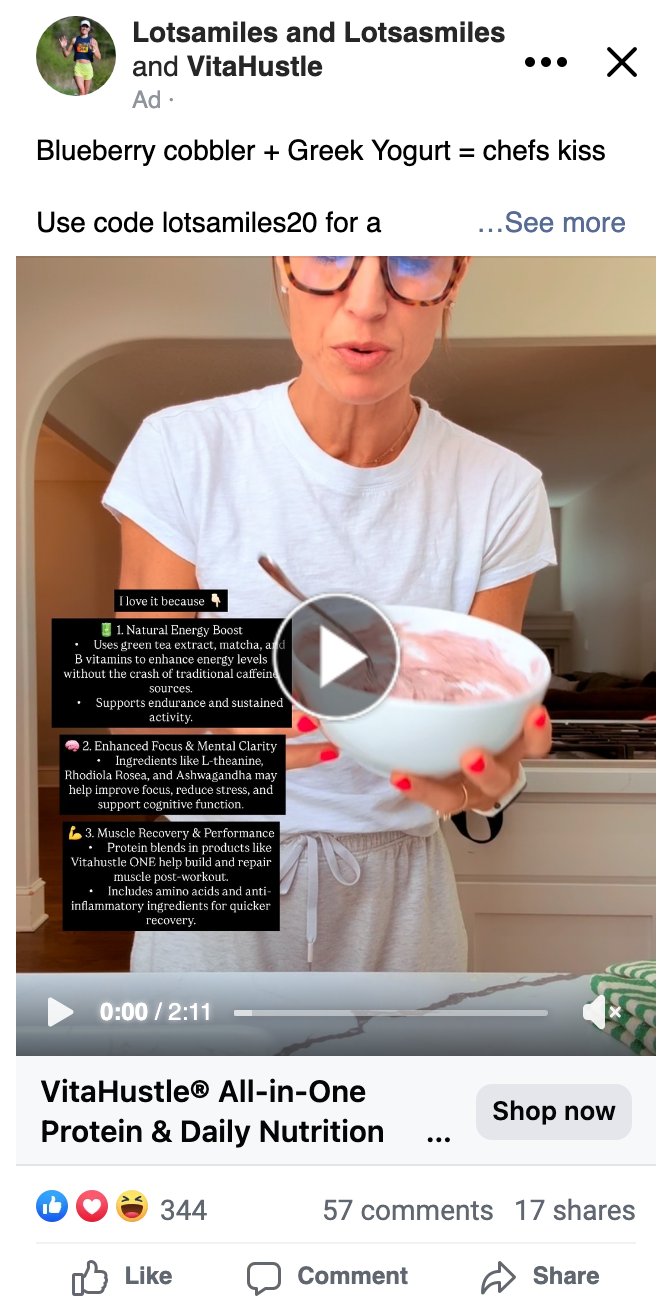 Lotsamiles and Lotsasmiles
and VitaHustle
Ad ·
Blueberry cobbler + Greek Yogurt = chefs kiss
Use code lotsamiles20 for a ...See more
I love it because 👇🏻
🔋 1. Natural Energy Boost
• Uses green tea extract, matcha, and
B vitamins to enhance energy levels
without the crash of traditional caffeine
sources.
• Supports endurance and sustained
activity.
🧠 2. Enhanced Focus & Mental Clarity
• Ingredients like L-theanine,
Rhodiola Rosea, and Ashwagandha may
help improve focus, reduce stress, and
support cognitive function.
💪 3. Muscle Recovery & Performance
• Protein blends in products like
Vitahustle ONE help build and repair
muscle post-workout.
• Includes amino acids and anti-
inflammatory ingredients for quicker
recovery.
0:00 / 2:11
VitaHustle® All-in-One
Protein & Daily Nutrition ...
Shop now
344 57 comments 17 shares
Like Comment Share